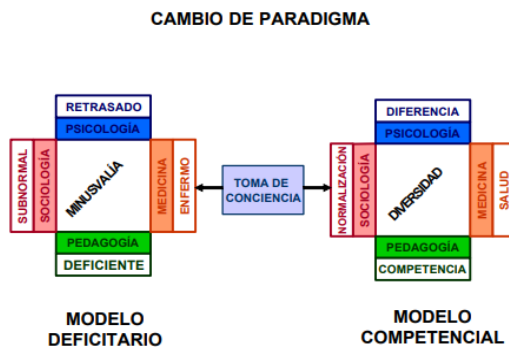 CAMBIO DE PARADIGMA
RETRASADO
PSICOLOGÍA
SUBNORMAL
SOCIOLOGÍA
MINUSVALÍA
MEDICINA
ENFERMO
PEDAGOGÍA
DEFICIENTE
MODELO
DEFICITARIO
TOMA DE
CONCIENCIA
DIFERENCIA
PSICOLOGÍA
NORMALIZACIÓN
SOCIOLOGÍA
DIVERSIDAD
MEDICINA
SALUD
PEDAGOGÍA
COMPETENCIA
MODELO
COMPETENCIAL